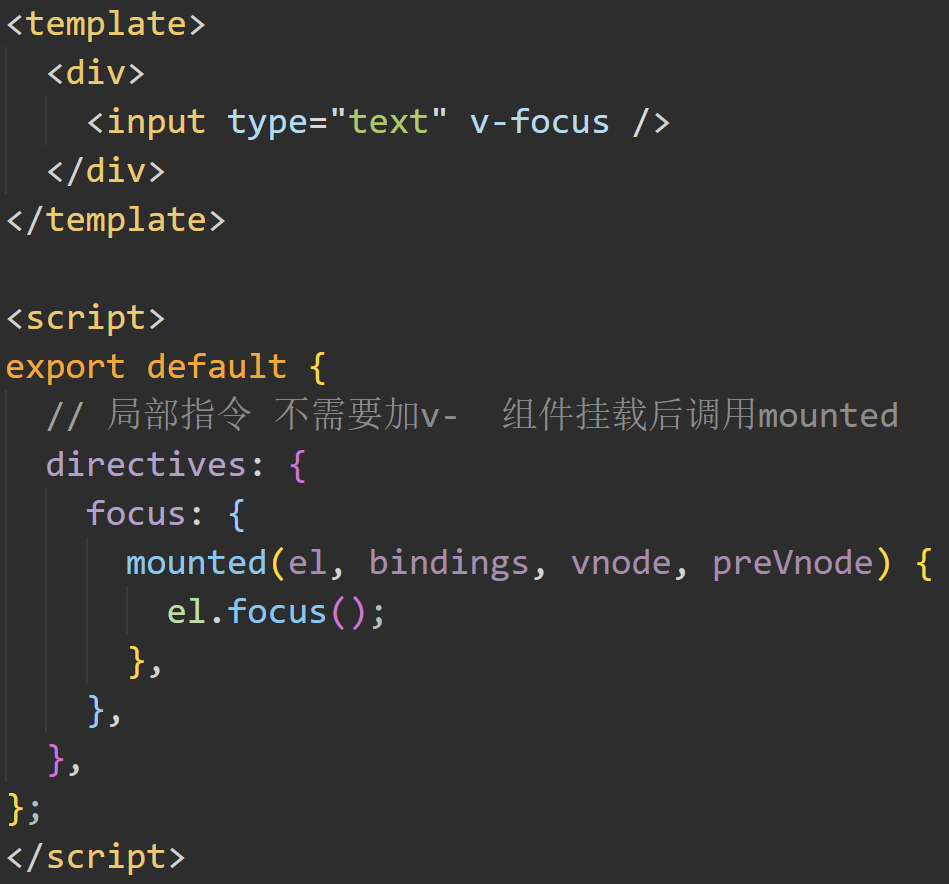 <template>
  <div>
    <input type="text" v-focus />
  </div>
</template>

<script>
export default {
  // 局部指令 不需要加v-  组件挂载后调用mounted
  directives: {
    focus: {
      mounted(el, bindings, vnode, preVnode) {
        el.focus();
      },
    },
  },
};
</script>